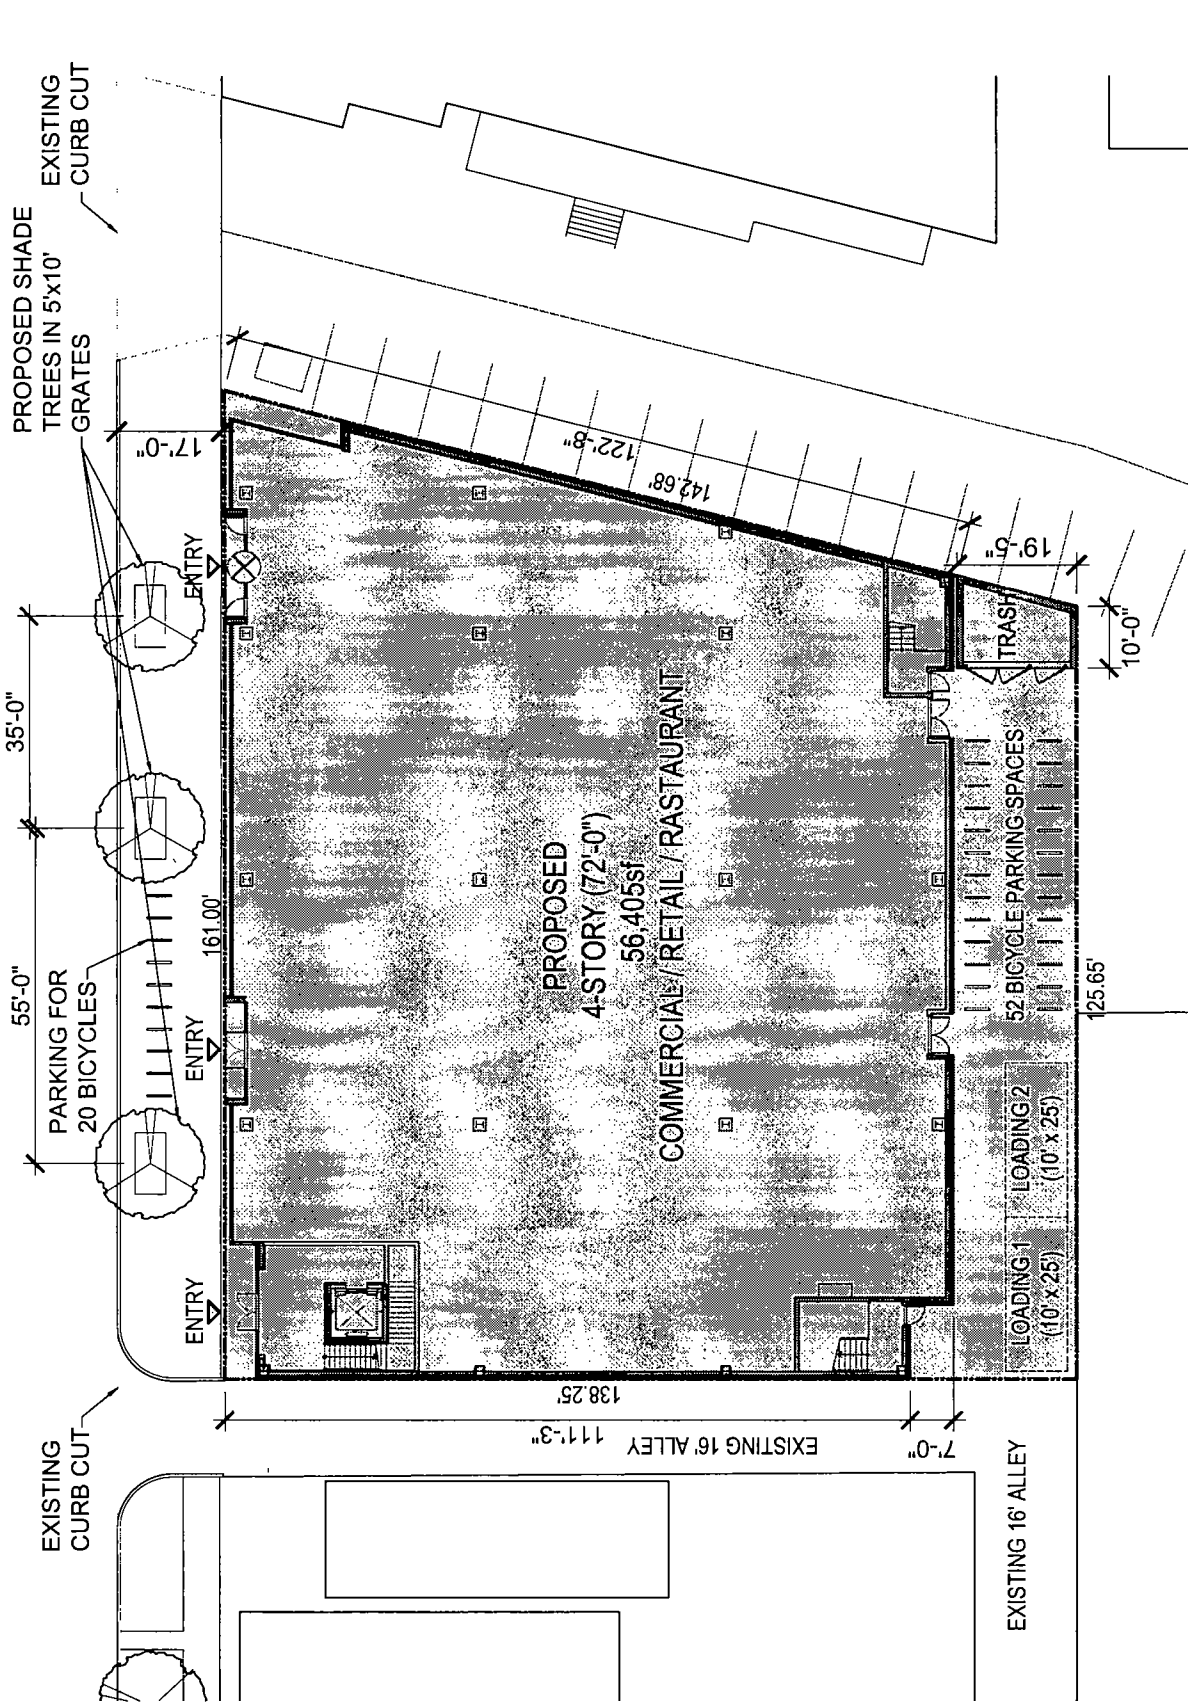 EXISTING
CURB CUT
PROPOSED SHADE
TREES IN 5'x10'
GRATES
17'-0"
35'-0"
55'-0"
PARKING FOR
20 BICYCLES
EXISTING
CURB CUT
ENTRY
ENTRY
ENTRY
161.00'
122'-8"
142.68'
19'-5"
10'-0"
TRASH
PROPOSED
4-STORY (72'-0")
56,405sf
COMMERCIAL / RETAIL / RASTAURANT
52 BICYCLE PARKING SPACES
125.65'
LOADING 2
(10' x 25')
LOADING 1
(10' x 25')
138.25'
111'-3"
EXISTING 16' ALLEY
7'-0"
EXISTING 16' ALLEY